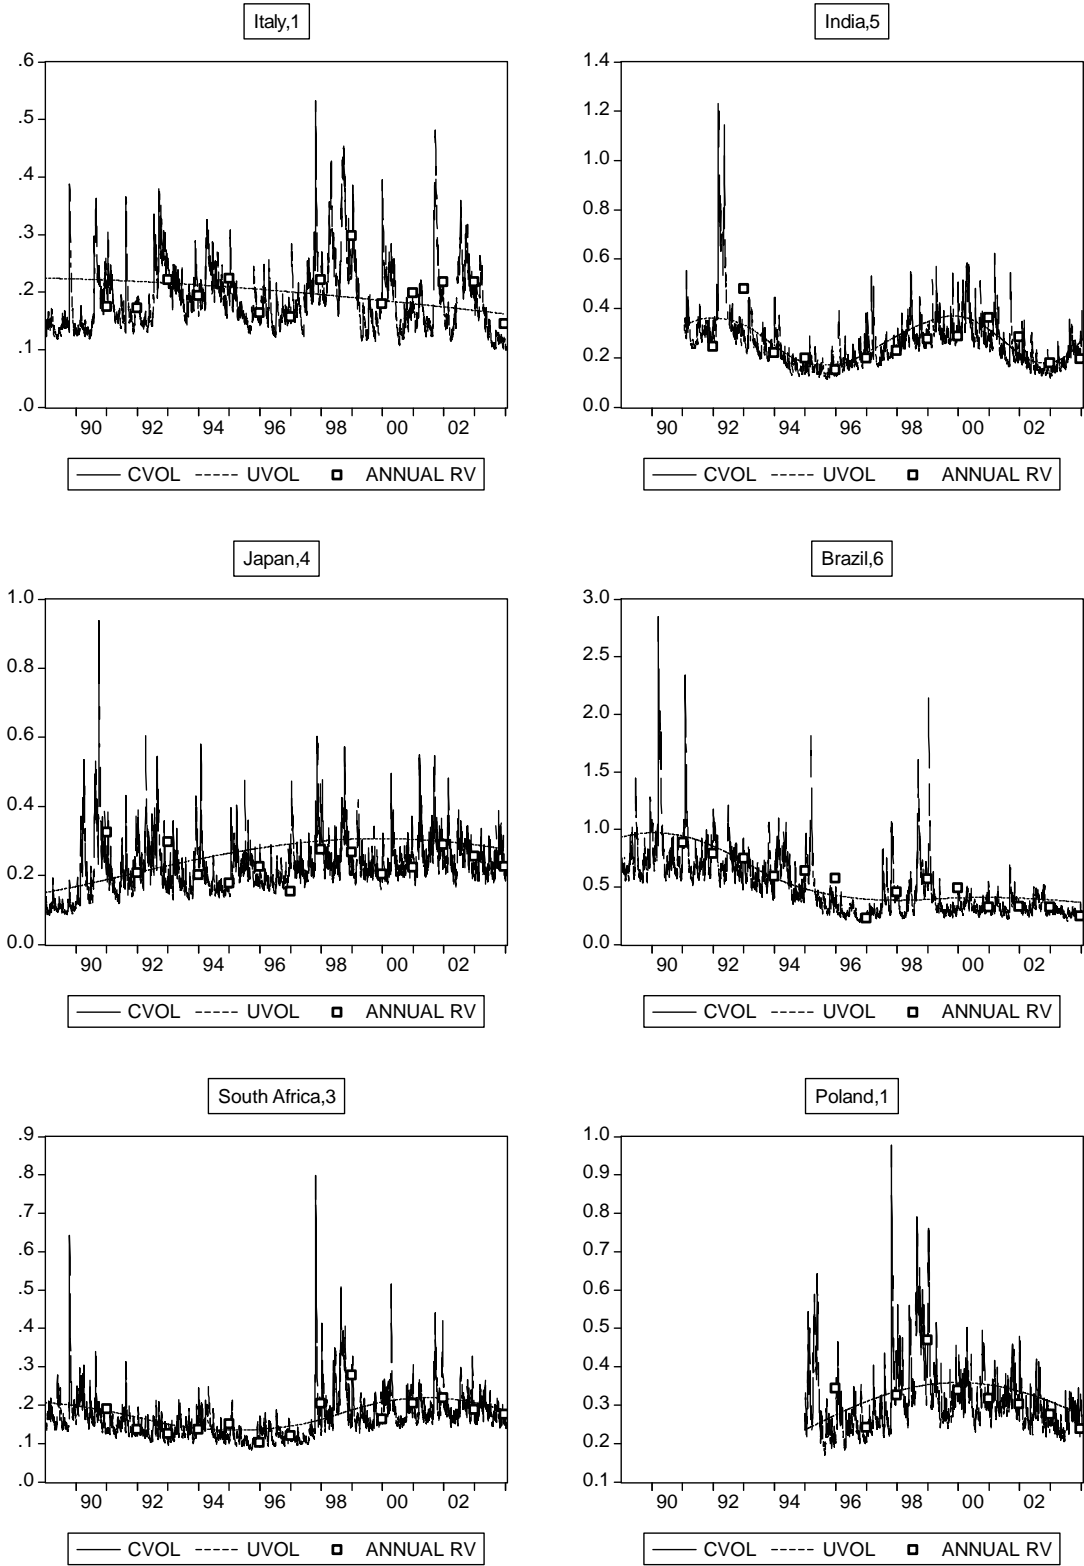 Italy,1
.6
.5
.4
.3
.2
.1
.0
90 92 94 96 98 00 02
CVOL UVOL ANNUAL RV
India,5
1.4
1.2
1.0
0.8
0.6
0.4
0.2
0.0
90 92 94 96 98 00 02
CVOL UVOL ANNUAL RV
Japan,4
1.0
0.8
0.6
0.4
0.2
0.0
90 92 94 96 98 00 02
CVOL UVOL ANNUAL RV
Brazil,6
3.0
2.5
2.0
1.5
1.0
0.5
0.0
90 92 94 96 98 00 02
CVOL UVOL ANNUAL RV
South Africa,3
.9
.8
.7
.6
.5
.4
.3
.2
.1
.0
90 92 94 96 98 00 02
CVOL UVOL ANNUAL RV
Poland,1
1.0
0.9
0.8
0.7
0.6
0.5
0.4
0.3
0.2
0.1
90 92 94 96 98 00 02
CVOL UVOL ANNUAL RV